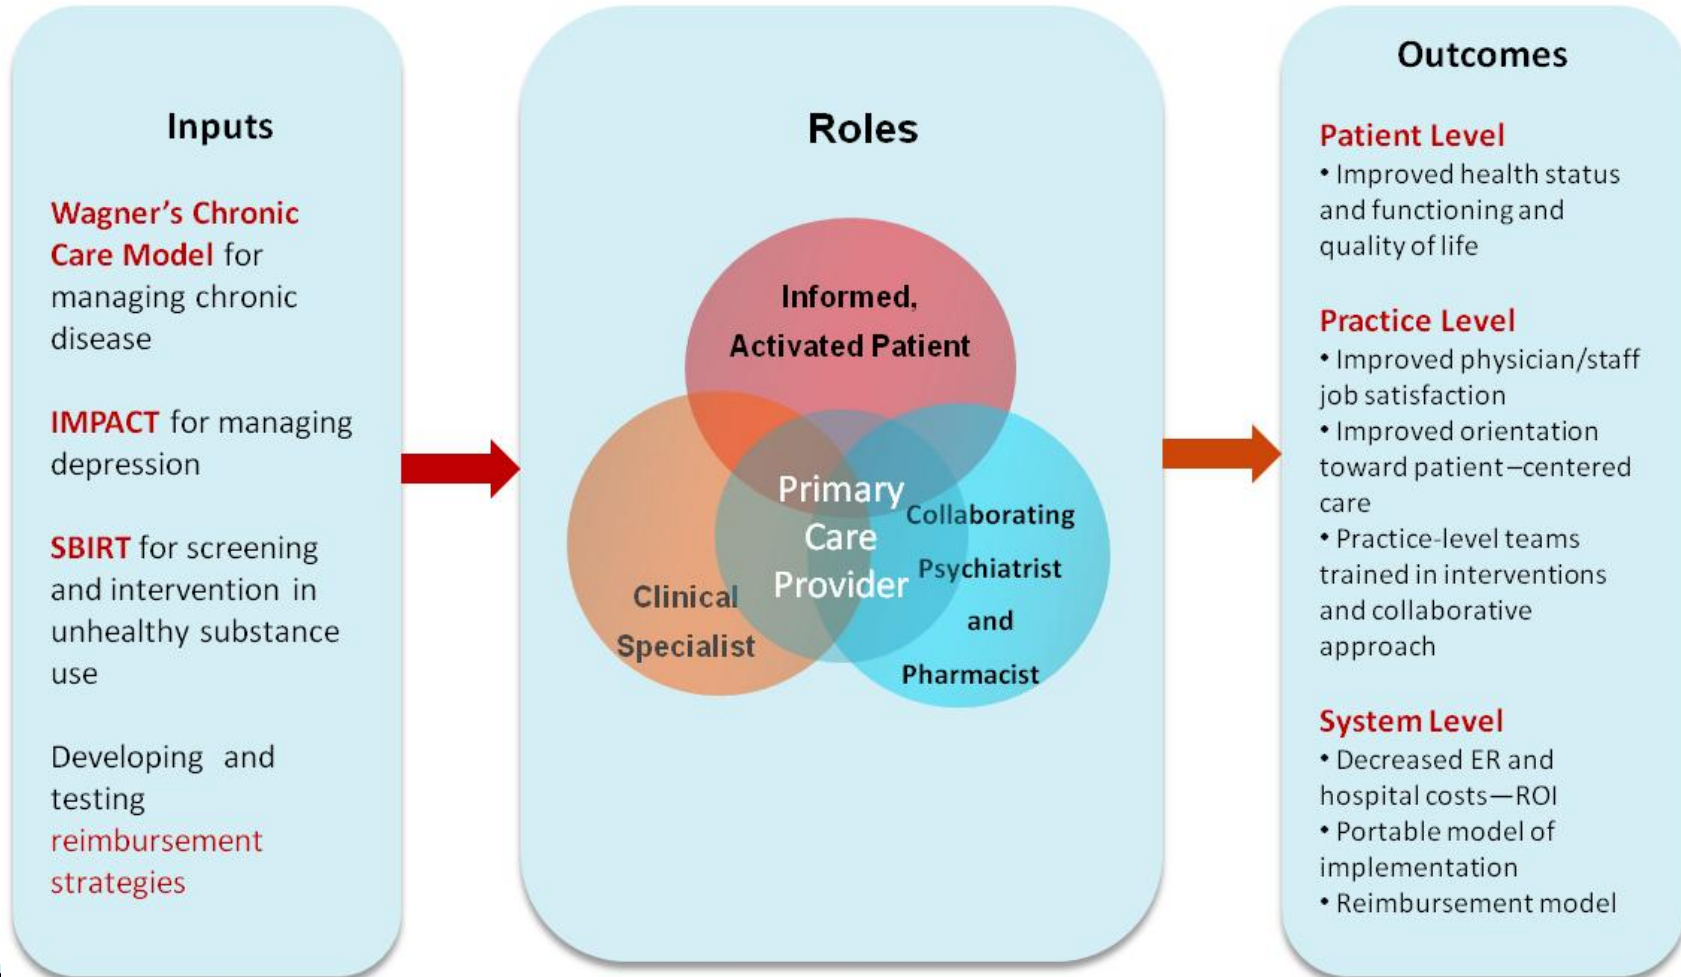 Inputs
Wagner's Chronic
Care Model for
managing chronic
disease
IMPACT for managing
depression
SBIRT for screening
and intervention in
unhealthy substance
use
Developing and
testing
reimbursement
strategies
Roles
Informed,
Activated Patient
Primary
Care
Provider
Clinical
Specialist
Collaborating
Psychiatrist
and
Pharmacist
Outcomes
Patient Level
• Improved health status
and functioning and
quality of life
Practice Level
• Improved physician/staff
job satisfaction
• Improved orientation
toward patient–centered
care
• Practice-level teams
trained in interventions
and collaborative
approach
System Level
• Decreased ER and
hospital costs—ROI
• Portable model of
implementation
• Reimbursement model